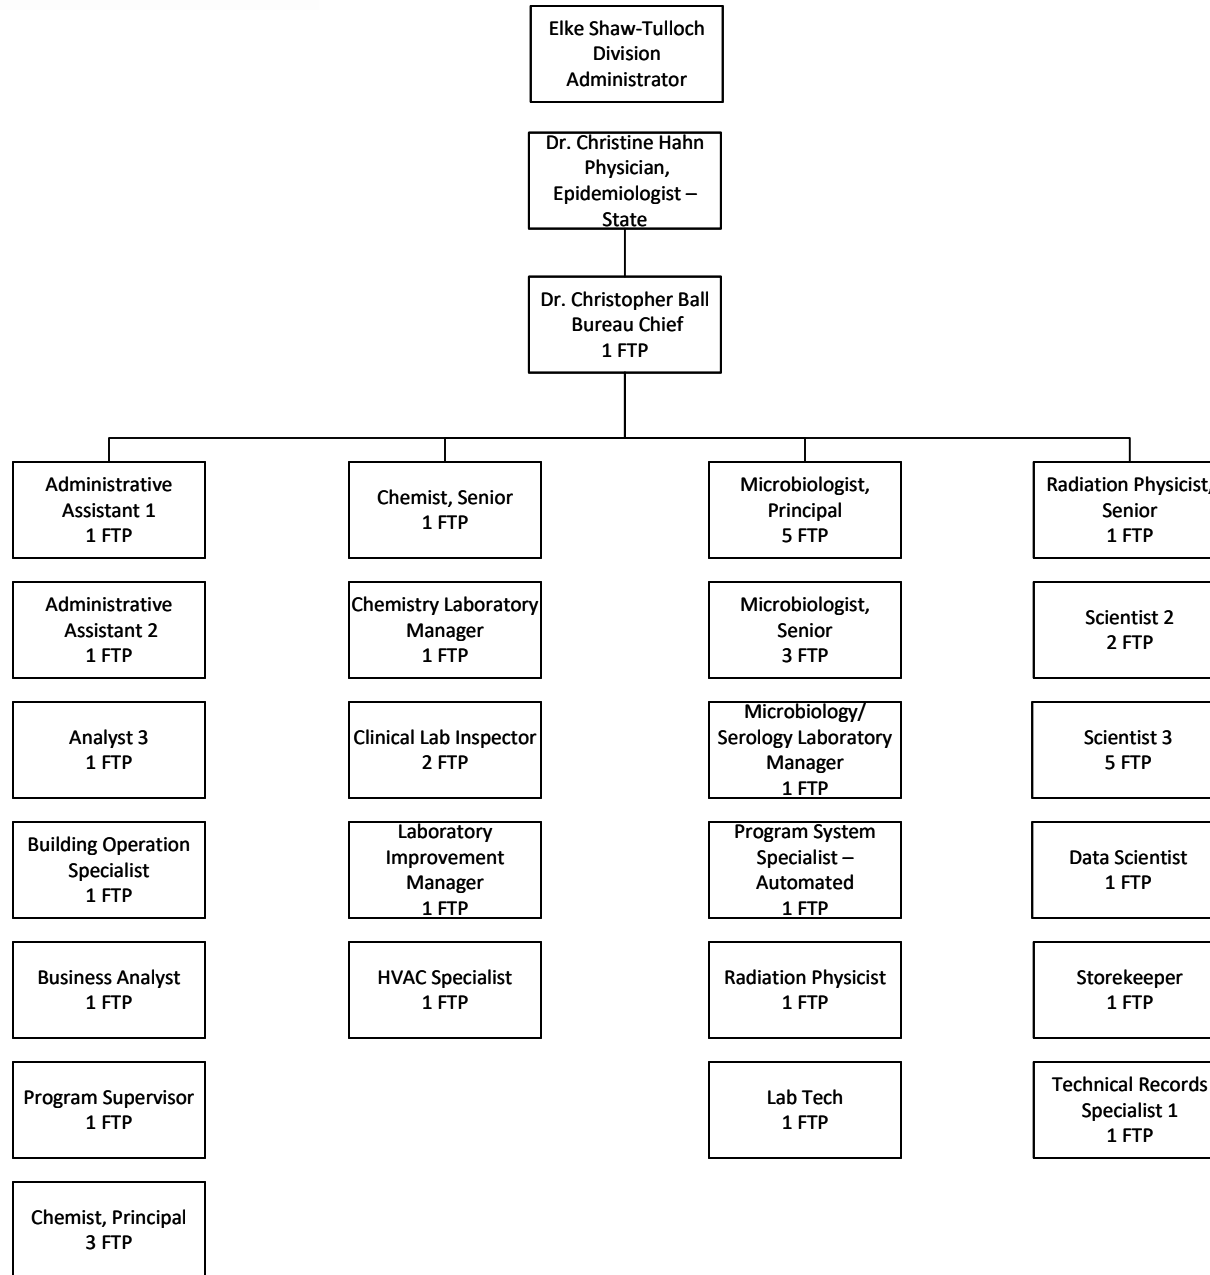 Elke Shaw-Tulloch
Division
Administrator
Dr. Christine Hahn
Physician,
Epidemiologist –
State
Dr. Christopher Ball
Bureau Chief
1 FTP
Administrative
Assistant 1
1 FTP
Administrative
Assistant 2
1 FTP
Analyst 3
1 FTP
Building Operation
Specialist
1 FTP
Business Analyst
1 FTP
Program Supervisor
1 FTP
Chemist, Principal
3 FTP
Chemist, Senior
1 FTP
Chemistry Laboratory
Manager
1 FTP
Clinical Lab Inspector
2 FTP
Laboratory
Improvement
Manager
1 FTP
HVAC Specialist
1 FTP
Microbiologist,
Principal
5 FTP
Microbiologist,
Senior
3 FTP
Microbiology/
Serology Laboratory
Manager
1 FTP
Program System
Specialist –
Automated
1 FTP
Radiation Physicist
1 FTP
Lab Tech
1 FTP
Radiation Physicist,
Senior
1 FTP
Scientist 2
2 FTP
Scientist 3
5 FTP
Data Scientist
1 FTP
Storekeeper
1 FTP
Technical Records
Specialist 1
1 FTP